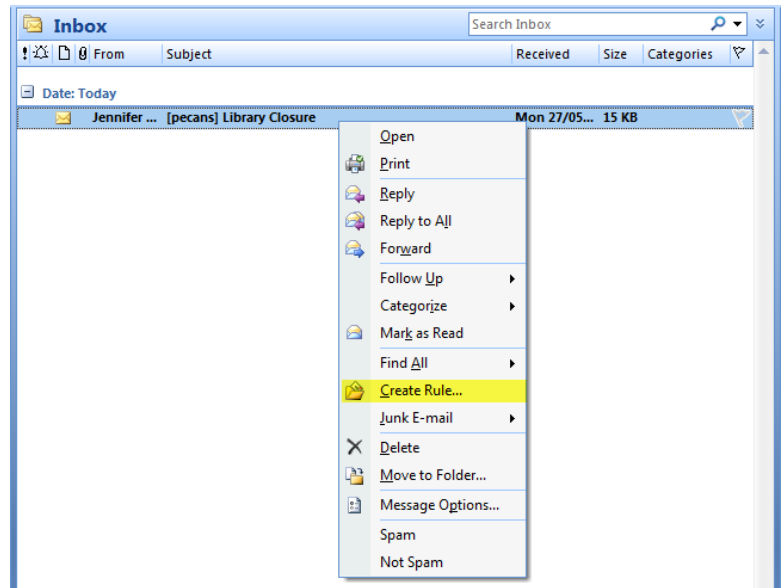 Inbox
Search Inbox
From Subject Received Size Categories
Date: Today
Jennifer ... [pecans] Library Closure Mon 27/05... 15 KB
Open
Print
Reply
Reply to All
Forward
Follow Up
Categorize
Mark as Read
Find All
Create Rule...
Junk E-mail
Delete
Move to Folder...
Message Options...
Spam
Not Spam